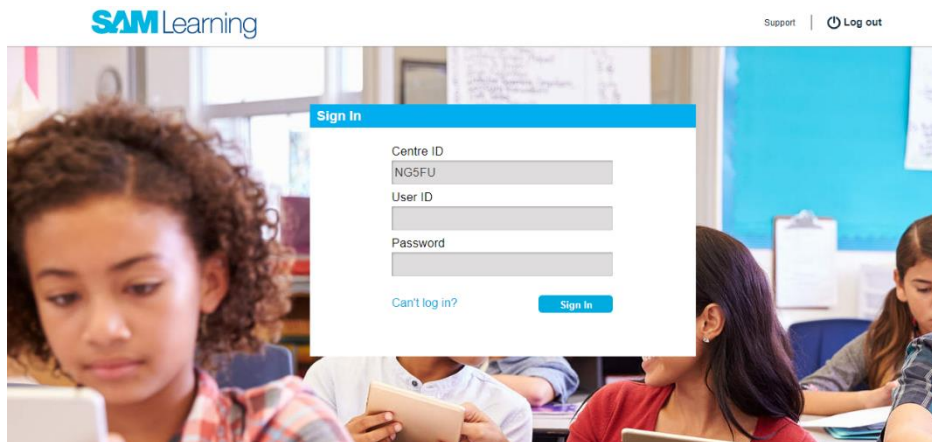 SAM Learning
Support
Log out
Sign In
Centre ID
NG5FU
User ID
Password
Can't log in?
Sign In